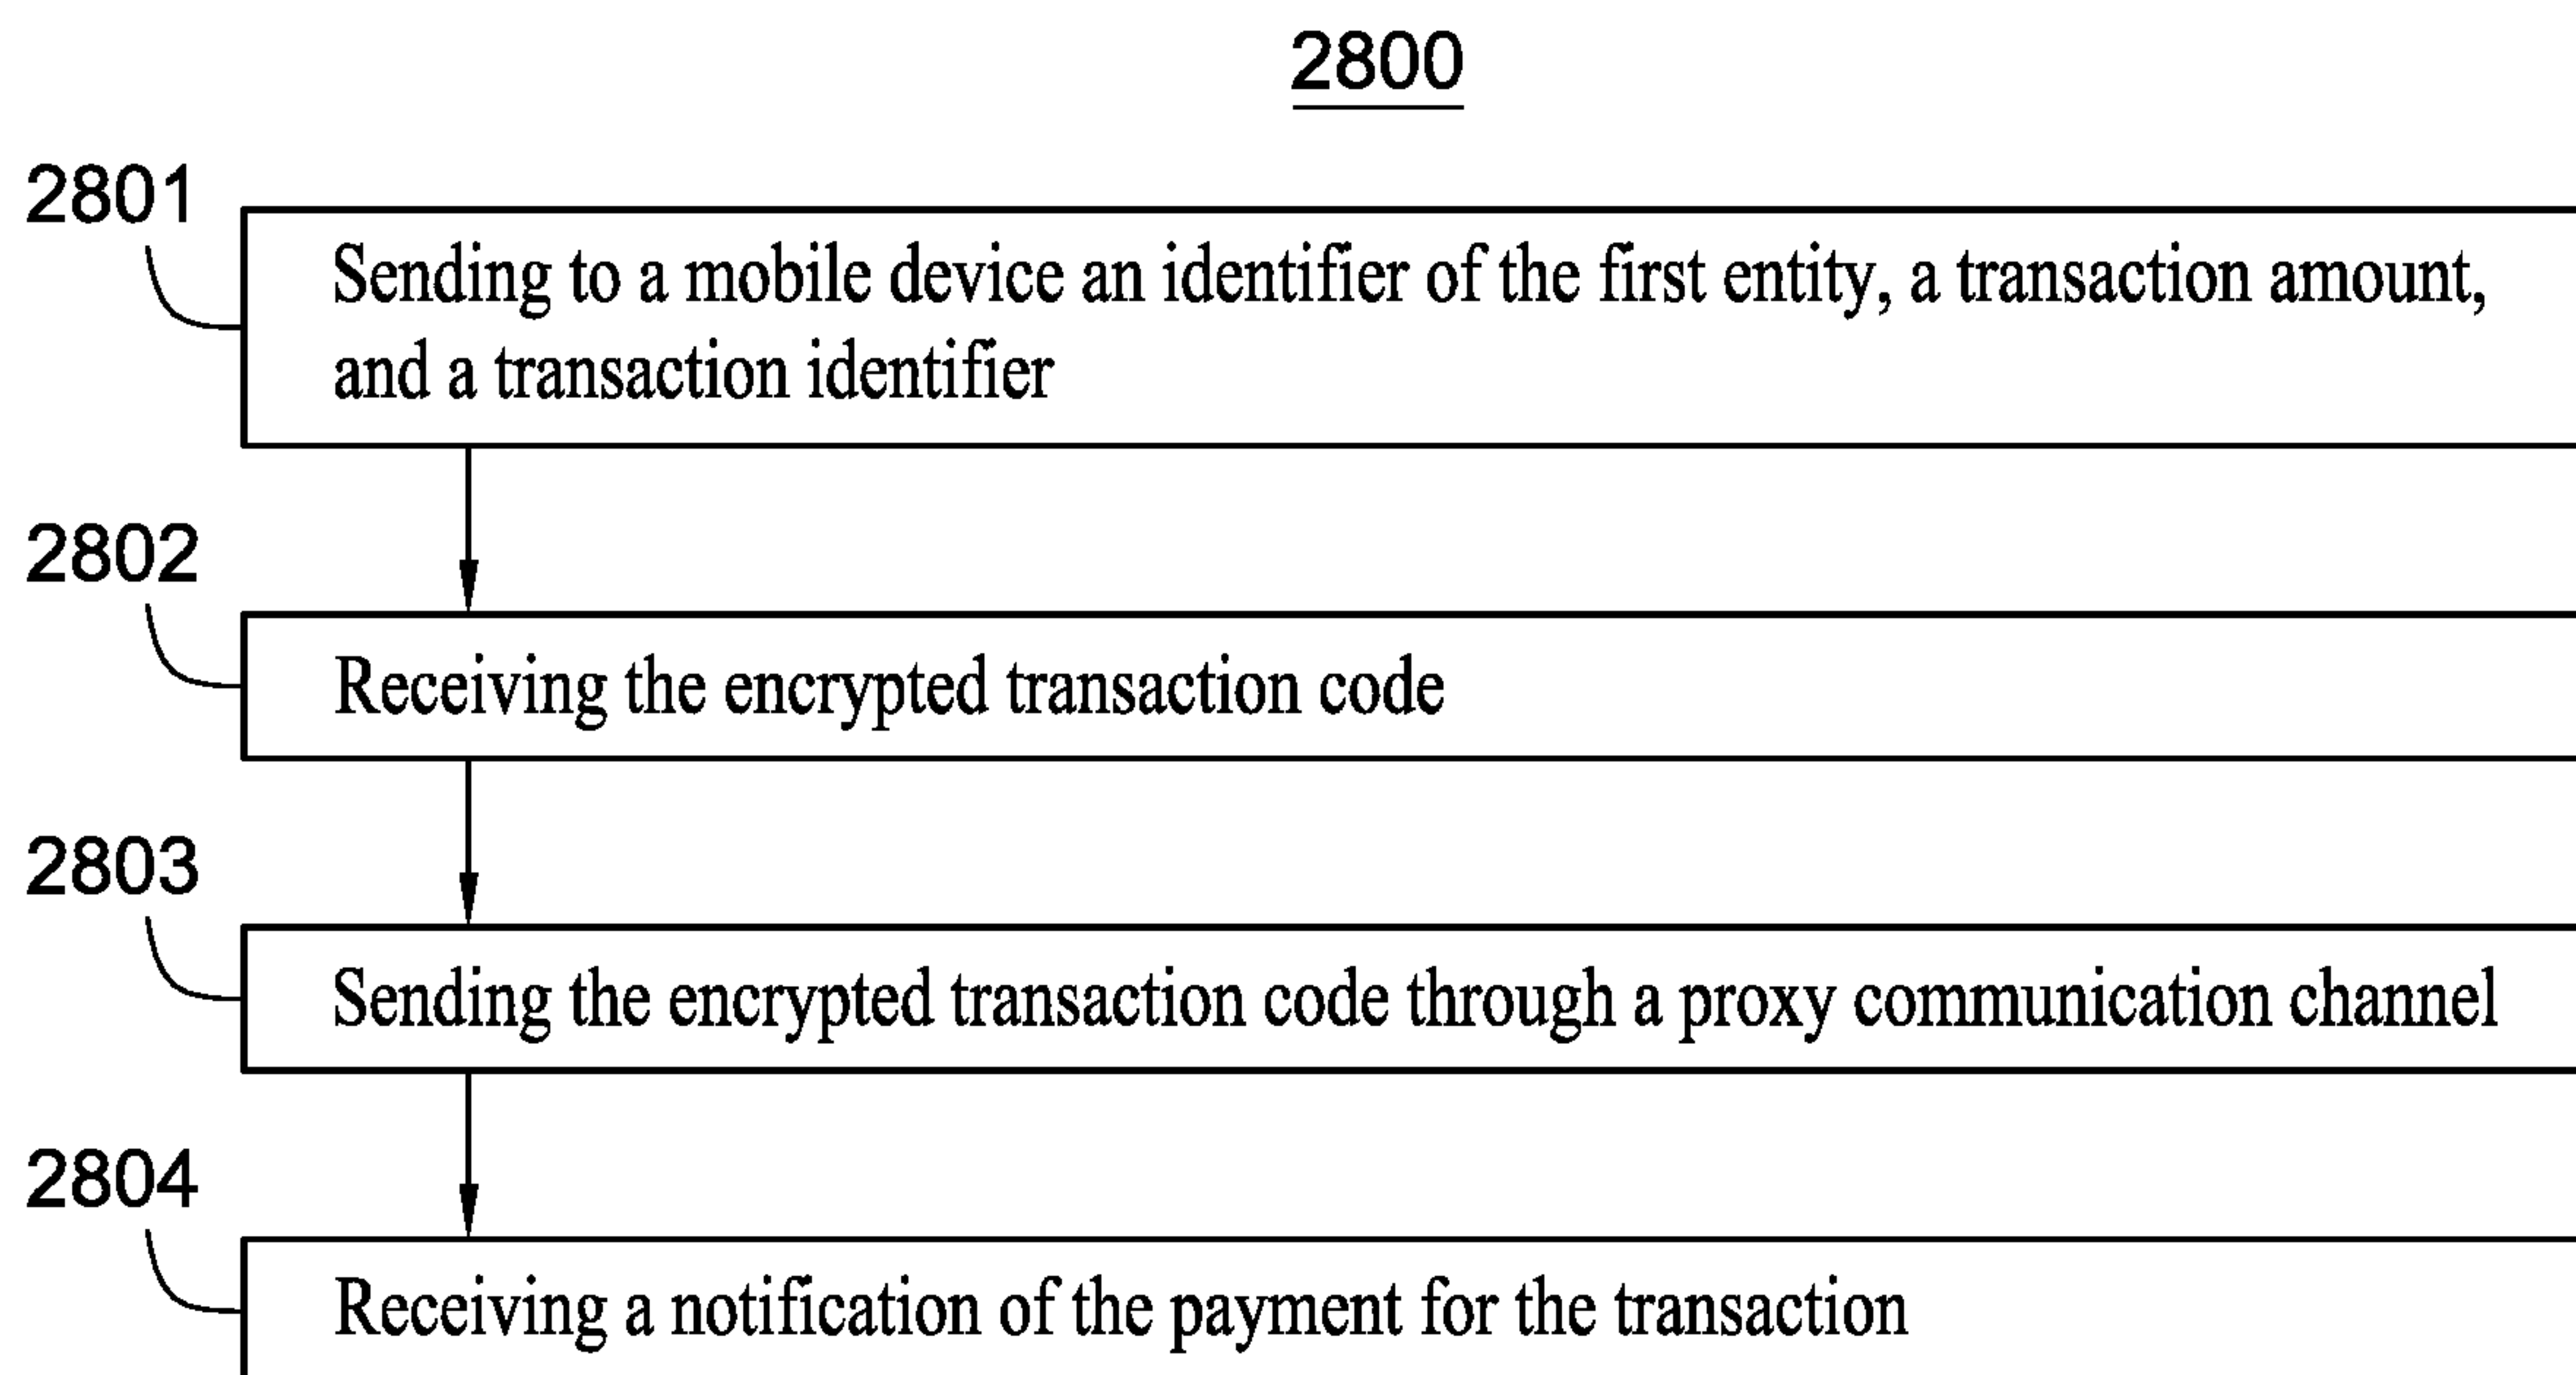 2800
2801
Sending to a mobile device an identifier of the first entity, a transaction amount,
and a transaction identifier
2802
Receiving the encrypted transaction code
2803
Sending the encrypted transaction code through a proxy communication channel
2804
Receiving a notification of the payment for the transaction